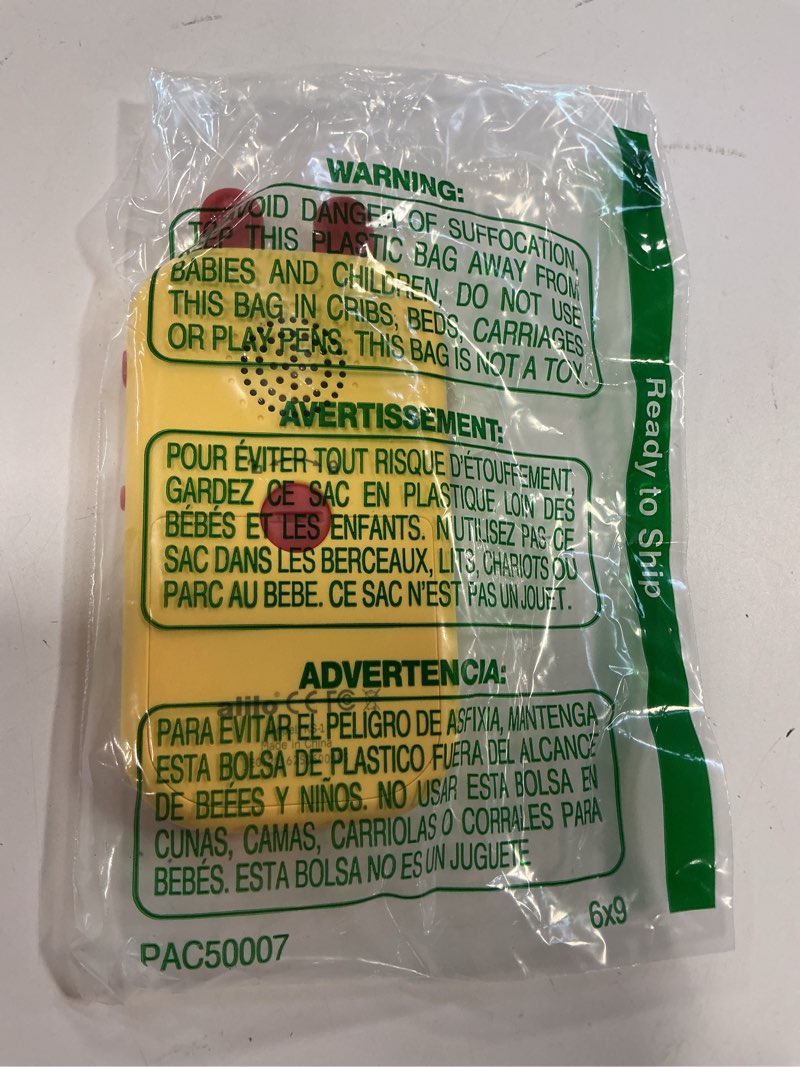 WARNING:
AVOID DANGER OF SUFFOCATION,
KEEP THIS PLASTIC BAG AWAY FROM
BABIES AND CHILDREN, DO NOT USE
THIS BAG IN CRIBS, BEDS, CARRIAGES
OR PLAY PENS. THIS BAG IS NOT A TOY.
AVERTISSEMENT:
POUR ÉVITER TOUT RISQUE D'ÉTOUFFEMENT,
GARDEZ CE SAC EN PLASTIQUE LOIN DES
BÉBÉS ET LES ENFANTS. N'UTILISEZ PAS CE
SAC DANS LES BERCEAUX, LITS, CHARIOTS OU
PARC AU BEBE. CE SAC N'EST PAS UN JOUET.
ADVERTENCIA:
PARA EVITAR EL PELIGRO DE ASFIXIA, MANTENGA
ESTA BOLSA DE PLASTICO FUERA DEL ALCANCE
DE BEÉES Y NIÑOS. NO USAR ESTA BOLSA EN
CUNAS, CAMAS, CARRIOLAS O CORRALES PARA
BEBÉS. ESTA BOLSA NO ES UN JUGUETE
6x9
PAC50007
Ready to Ship
alilo CE FC
Made in China